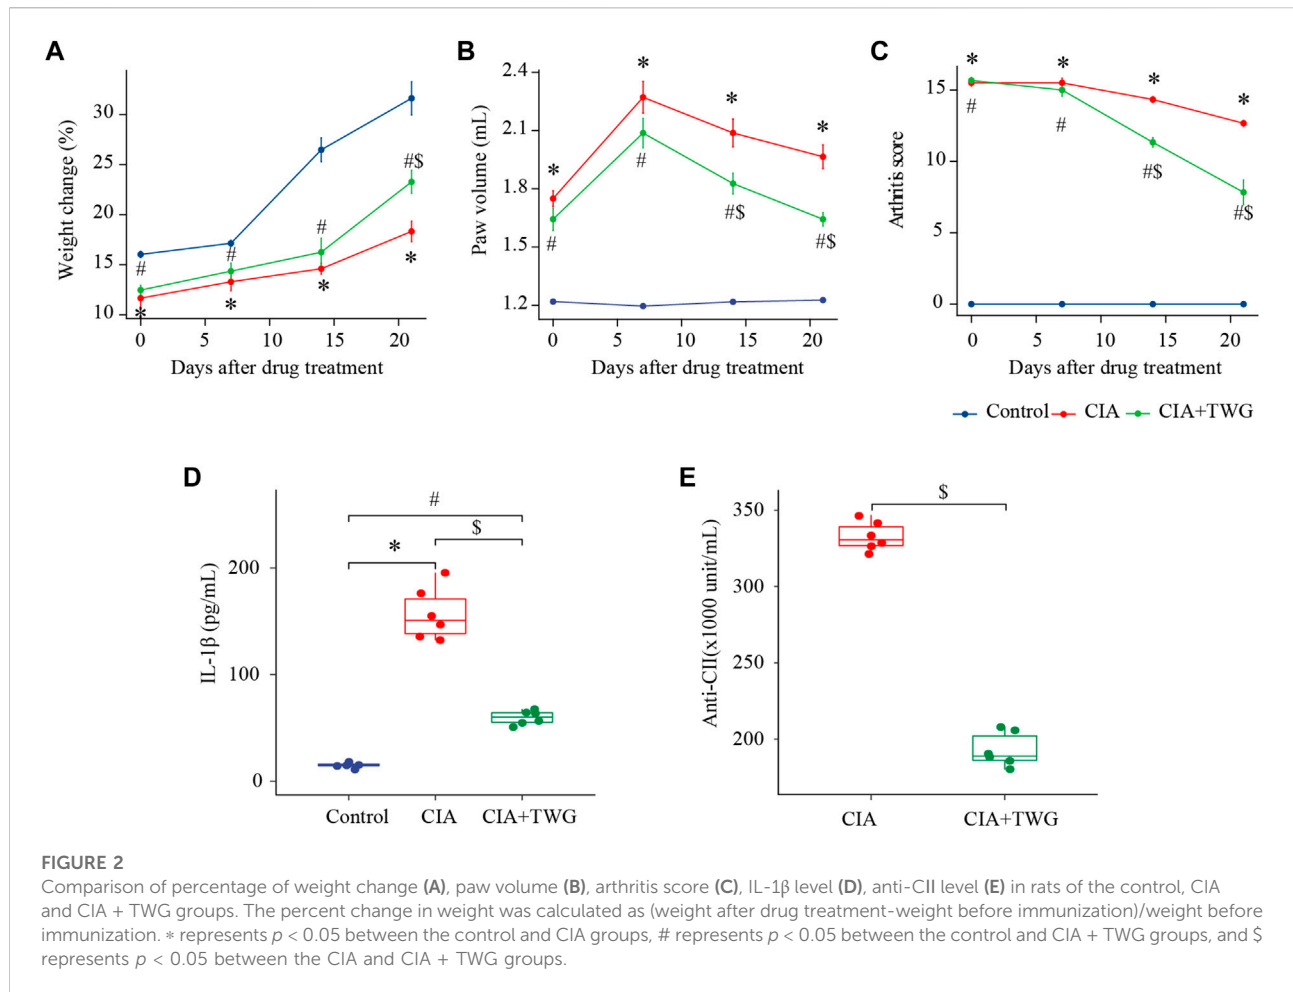 A
B
C
Weight change (%)
30
25
20
15
10
*
#
*
#
*
#
*
#$
0 5 10 15 20
Days after drug treatment
Paw volume (mL)
2.4
2.1
1.8
1.5
1.2
*
#
*
#
*
#$
*
#$
0 5 10 15 20
Days after drug treatment
Arthritis score
15
10
5
0
*
#
*
#
*
#$
*
#$
0 5 10 15 20
Days after drug treatment
Control CIA CIA+TWG
D
IL-1β (pg/mL)
200
100
0
#
$
*
Control CIA CIA+TWG
E
Anti-CII(x1000 unit/mL)
350
300
250
200
$
CIA CIA+TWG
FIGURE 2
Comparison of percentage of weight change (A), paw volume (B), arthritis score (C), IL-1β level (D), anti-CII level (E) in rats of the control, CIA
and CIA + TWG groups. The percent change in weight was calculated as (weight after drug treatment-weight before immunization)/weight before
immunization. * represents p < 0.05 between the control and CIA groups, # represents p < 0.05 between the control and CIA + TWG groups, and $
represents p < 0.05 between the CIA and CIA + TWG groups.